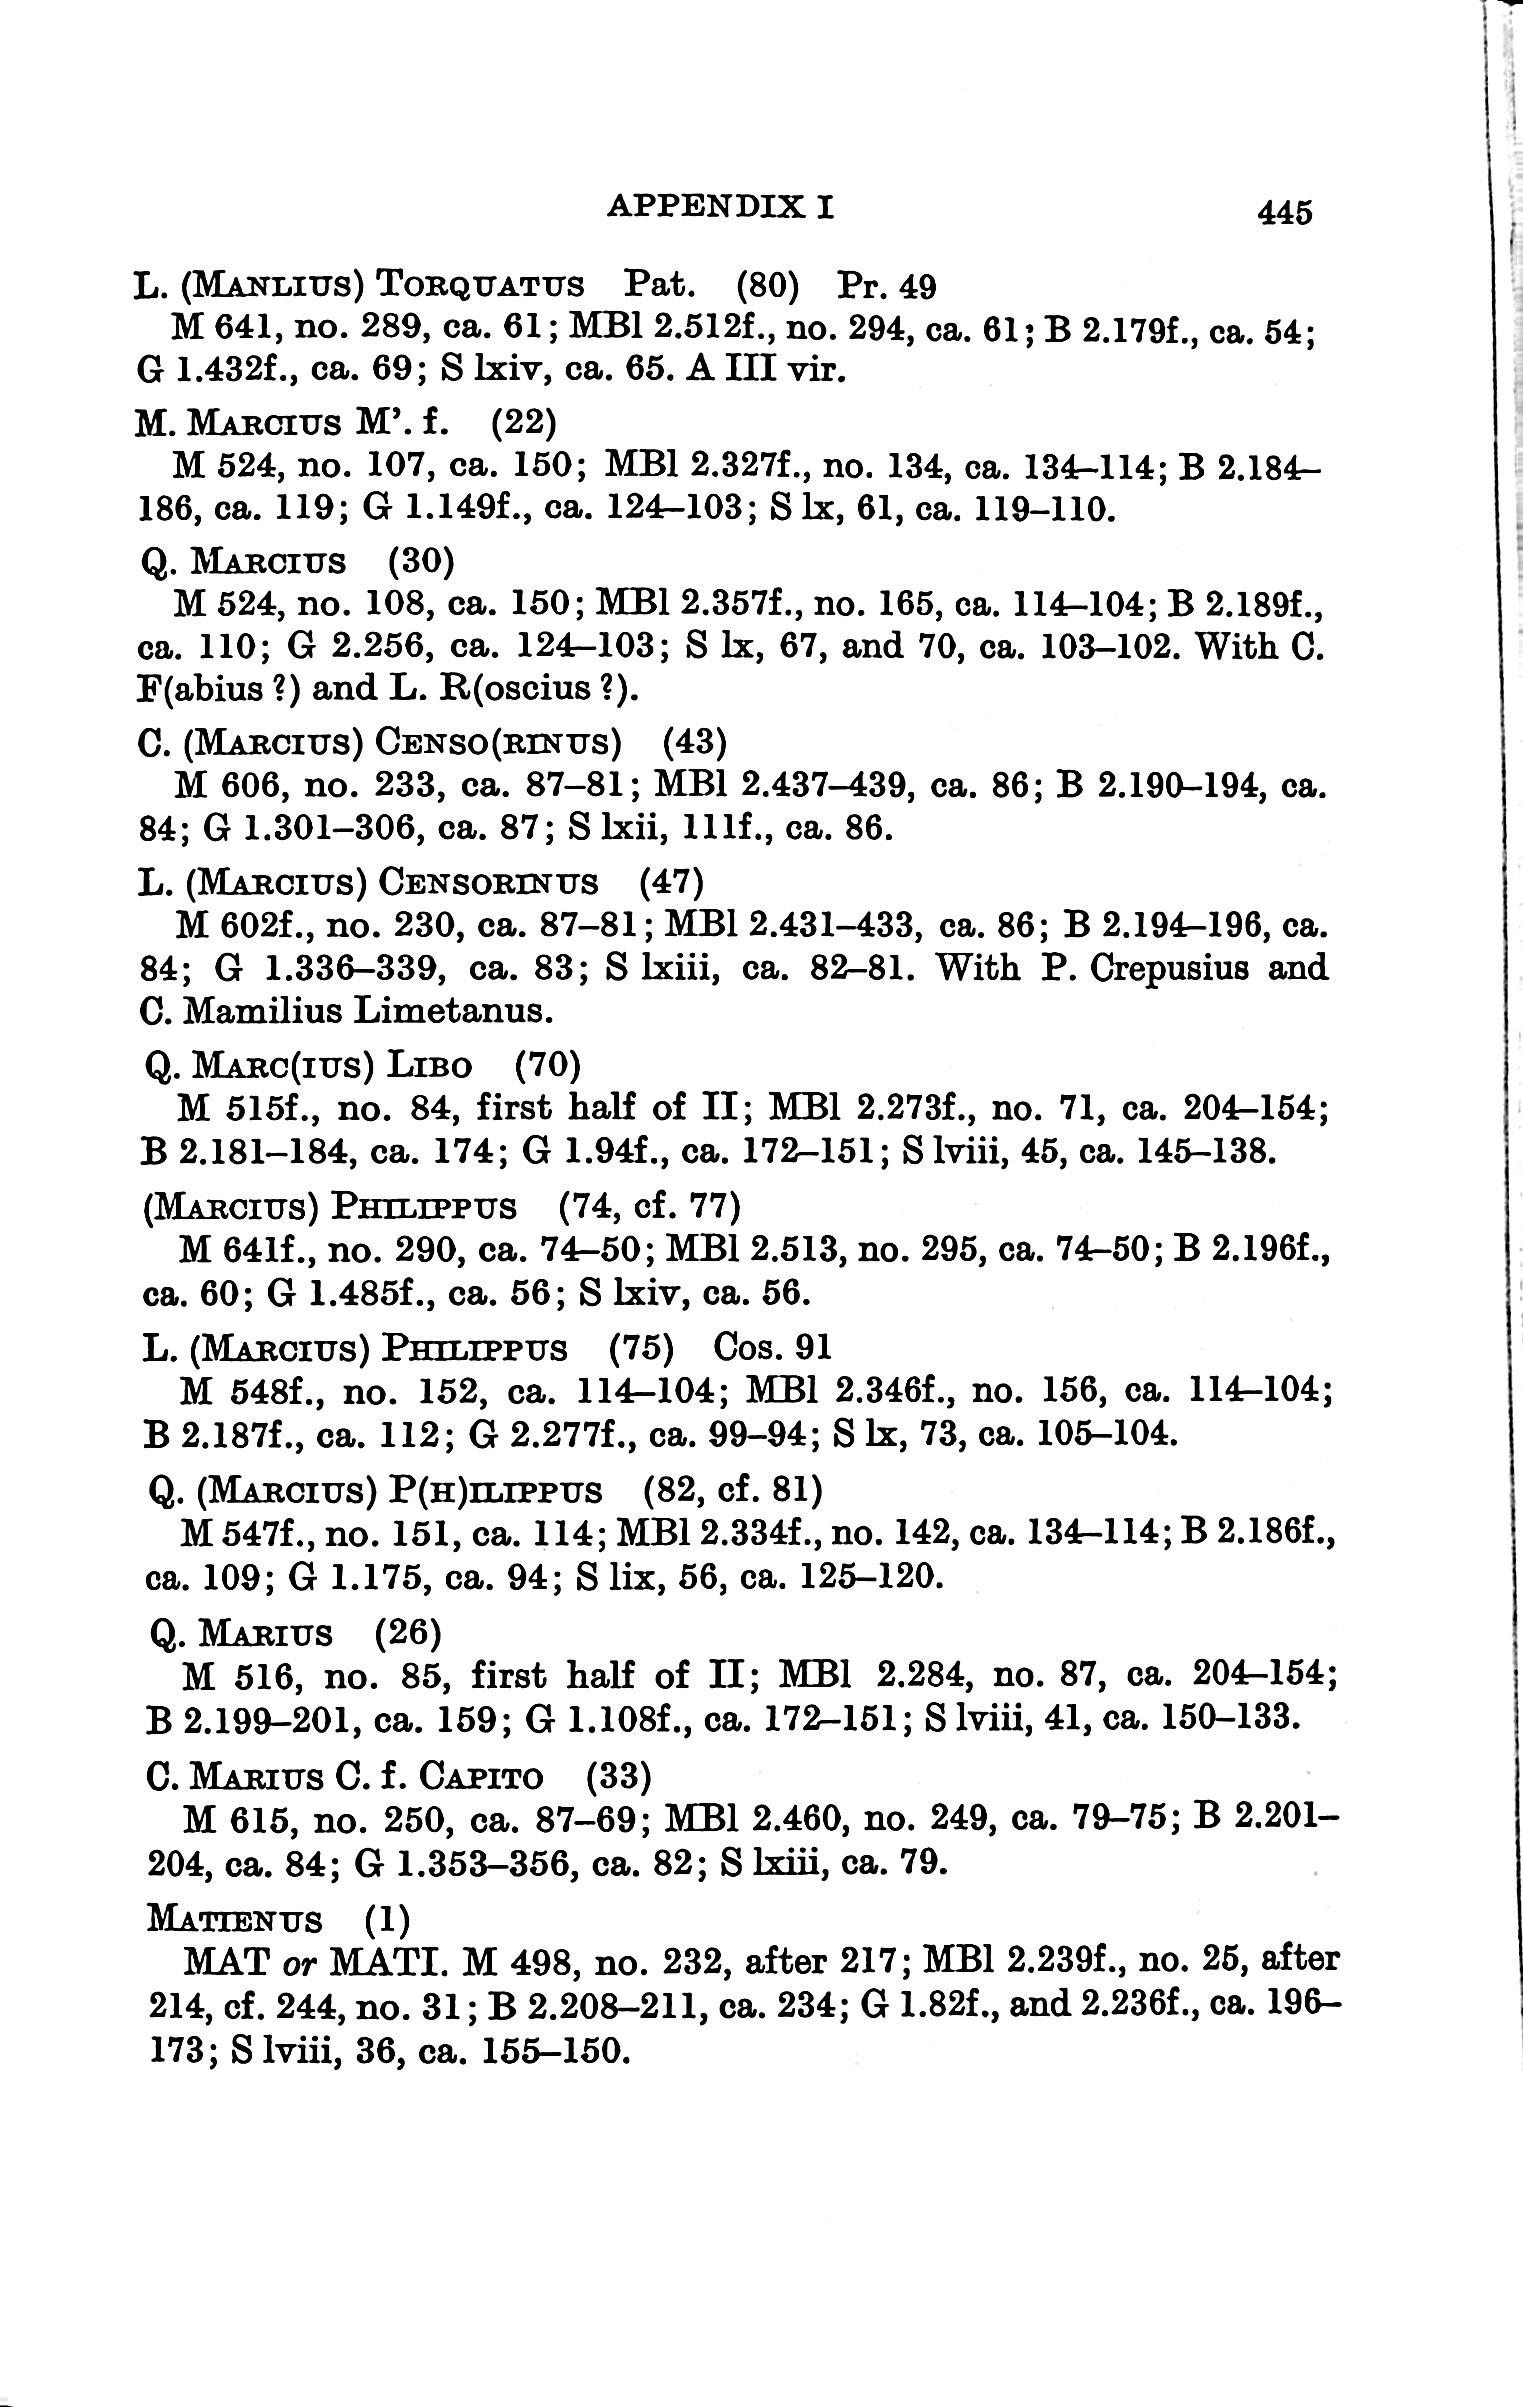 APPENDIX I 445
L. (MANLIUS) TORQUATUS Pat. (80) Pr. 49
M 641, no. 289, ca. 61; MBl 2.512f., no. 294, ca. 61; B 2.179f., ca. 54;
G 1.432f., ca. 69; S lxiv, ca. 65. A III vir.
M. MARCIUS M’. f. (22)
M 524, no. 107, ca. 150; MBl 2.327f., no. 134, ca. 134–114; B 2.184–
186, ca. 119; G 1.149f., ca. 124–103; S lx, 61, ca. 119–110.
Q. MARCIUS (30)
M 524, no. 108, ca. 150; MBl 2.357f., no. 165, ca. 114–104; B 2.189f.,
ca. 110; G 2.256, ca. 124–103; S lx, 67, and 70, ca. 103–102. With C.
F(abius ?) and L. R(oscius ?).
C. (MARCIUS) CENSO(RINUS) (43)
M 606, no. 233, ca. 87–81; MBl 2.437–439, ca. 86; B 2.190–194, ca.
84; G 1.301–306, ca. 87; S lxii, 111f., ca. 86.
L. (MARCIUS) CENSORINUS (47)
M 602f., no. 230, ca. 87–81; MBl 2.431–433, ca. 86; B 2.194–196, ca.
84; G 1.336–339, ca. 83; S lxiii, ca. 82–81. With P. Crepusius and
C. Mamilius Limetanus.
Q. MARC(IUS) LIBO (70)
M 515f., no. 84, first half of II; MBl 2.273f., no. 71, ca. 204–154;
B 2.181–184, ca. 174; G 1.94f., ca. 172–151; S lviii, 45, ca. 145–138.
(MARCIUS) PHILIPPUS (74, cf. 77)
M 641f., no. 290, ca. 74–50; MBl 2.513, no. 295, ca. 74–50; B 2.196f.,
ca. 60; G 1.485f., ca. 56; S lxiv, ca. 56.
L. (MARCIUS) PHILIPPUS (75) Cos. 91
M 548f., no. 152, ca. 114–104; MBl 2.346f., no. 156, ca. 114–104;
B 2.187f., ca. 112; G 2.277f., ca. 99–94; S lx, 73, ca. 105–104.
Q. (MARCIUS) P(H)ILIPPUS (82, cf. 81)
M 547f., no. 151, ca. 114; MBl 2.334f., no. 142, ca. 134–114; B 2.186f.,
ca. 109; G 1.175, ca. 94; S lix, 56, ca. 125–120.
Q. MARIUS (26)
M 516, no. 85, first half of II; MBl 2.284, no. 87, ca. 204–154;
B 2.199–201, ca. 159; G 1.108f., ca. 172–151; S lviii, 41, ca. 150–133.
C. MARIUS C. f. CAPITO (33)
M 615, no. 250, ca. 87–69; MBl 2.460, no. 249, ca. 79–75; B 2.201–
204, ca. 84; G 1.353–356, ca. 82; S lxiii, ca. 79.
MATIENUS (1)
MAT or MATI. M 498, no. 232, after 217; MBl 2.239f., no. 25, after
214, cf. 244, no. 31; B 2.208–211, ca. 234; G 1.82f., and 2.236f., ca. 196–
173; S lviii, 36, ca. 155–150.